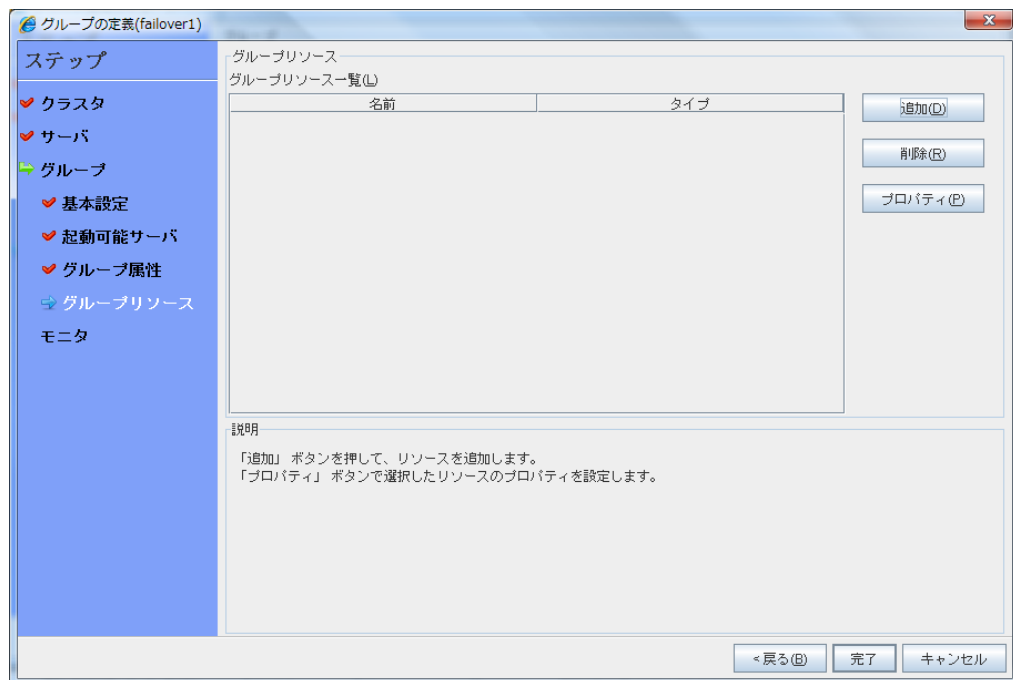 グループの定義(failover1)
ステップ
クラスタ
サーバ
グループ
基本設定
起動可能サーバ
グループ属性
グループリソース
モニタ
グループリソース
グループリソース一覧(L)
名前 タイプ
追加(D)
削除(R)
プロパティ(P)
説明
「追加」 ボタンを押して、リソースを追加します。
「プロパティ」 ボタンで選択したリソースのプロパティを設定します。
<戻る(B) 完了 キャンセル